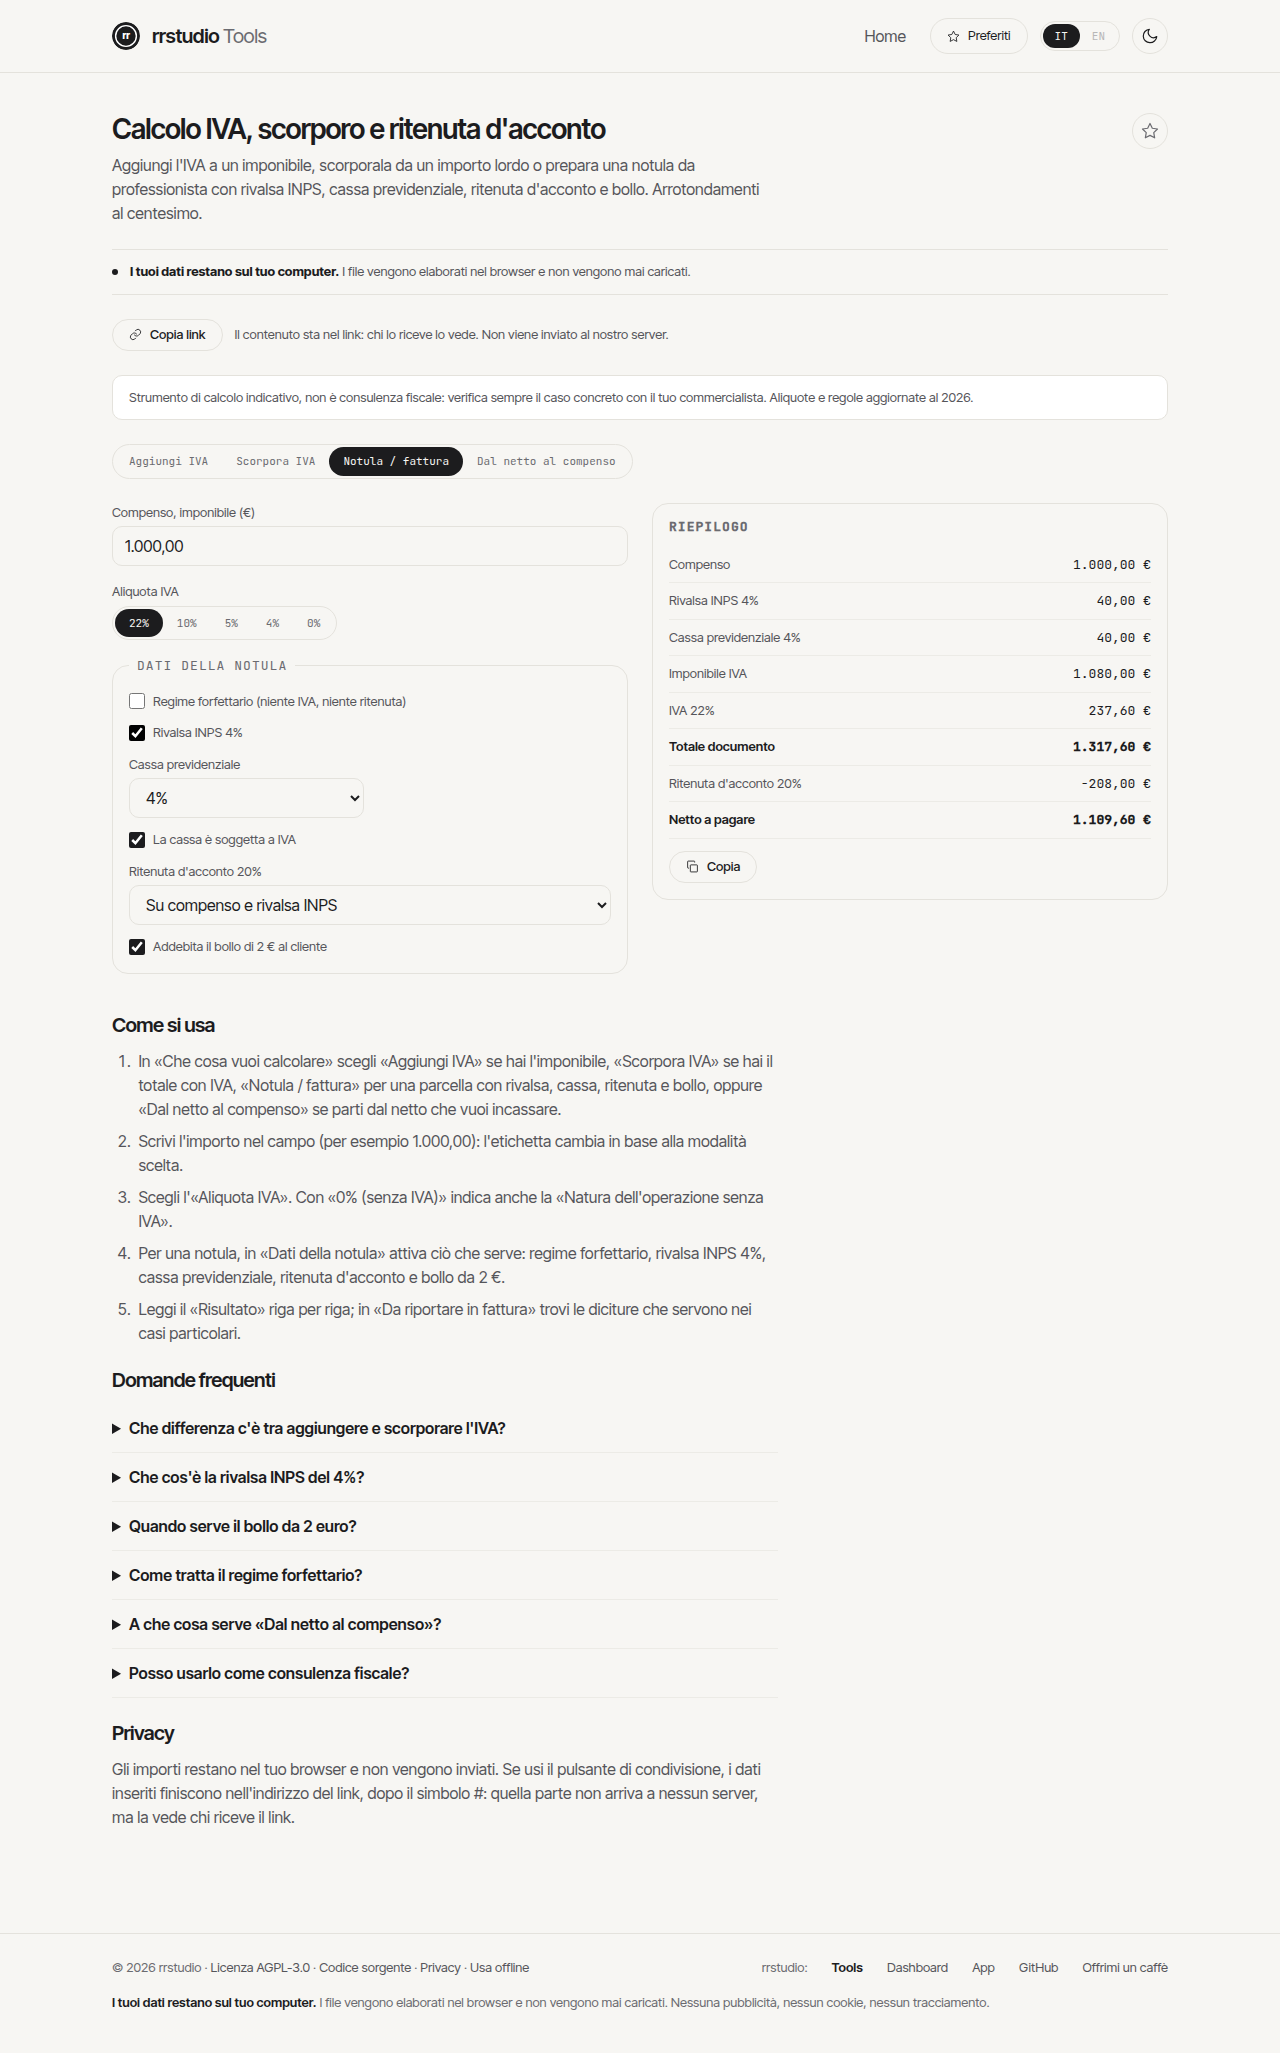 rr rrstudio Tools
Home
Preferiti
IT EN
Calcolo IVA, scorporo e ritenuta d'acconto
Aggiungi l'IVA a un imponibile, scorporala da un importo lordo o prepara una notula da
professionista con rivalsa INPS, cassa previdenziale, ritenuta d'acconto e bollo. Arrotondamenti
al centesimo.
I tuoi dati restano sul tuo computer. I file vengono elaborati nel browser e non vengono mai caricati.
Copia link
Il contenuto sta nel link: chi lo riceve lo vede. Non viene inviato al nostro server.
Strumento di calcolo indicativo, non è consulenza fiscale: verifica sempre il caso concreto con il tuo commercialista. Aliquote e regole aggiornate al 2026.
Aggiungi IVA Scorpora IVA Notula / fattura Dal netto al compenso
Compenso, imponibile (€)
1.000,00
Aliquota IVA
22% 10% 5% 4% 0%
DATI DELLA NOTULA
Regime forfettario (niente IVA, niente ritenuta)
Rivalsa INPS 4%
Cassa previdenziale
4%
La cassa è soggetta a IVA
Ritenuta d'acconto 20%
Su compenso e rivalsa INPS
Addebita il bollo di 2 € al cliente
RIEPILOGO
Compenso 1.000,00 €
Rivalsa INPS 4% 40,00 €
Cassa previdenziale 4% 40,00 €
Imponibile IVA 1.080,00 €
IVA 22% 237,60 €
Totale documento 1.317,60 €
Ritenuta d'acconto 20% -208,00 €
Netto a pagare 1.109,60 €
Copia
Come si usa
1. In «Che cosa vuoi calcolare» scegli «Aggiungi IVA» se hai l'imponibile, «Scorpora IVA» se hai il
totale con IVA, «Notula / fattura» per una parcella con rivalsa, cassa, ritenuta e bollo, oppure
«Dal netto al compenso» se parti dal netto che vuoi incassare.
2. Scrivi l'importo nel campo (per esempio 1.000,00): l'etichetta cambia in base alla modalità
scelta.
3. Scegli l'«Aliquota IVA». Con «0% (senza IVA)» indica anche la «Natura dell'operazione senza
IVA».
4. Per una notula, in «Dati della notula» attiva ciò che serve: regime forfettario, rivalsa INPS 4%,
cassa previdenziale, ritenuta d'acconto e bollo da 2 €.
5. Leggi il «Risultato» riga per riga; in «Da riportare in fattura» trovi le diciture che servono nei
casi particolari.
Domande frequenti
Che differenza c'è tra aggiungere e scorporare l'IVA?
Che cos'è la rivalsa INPS del 4%?
Quando serve il bollo da 2 euro?
Come tratta il regime forfettario?
A che cosa serve «Dal netto al compenso»?
Posso usarlo come consulenza fiscale?
Privacy
Gli importi restano nel tuo browser e non vengono inviati. Se usi il pulsante di condivisione, i dati
inseriti finiscono nell'indirizzo del link, dopo il simbolo #: quella parte non arriva a nessun server,
ma la vede chi riceve il link.
© 2026 rrstudio · Licenza AGPL-3.0 · Codice sorgente · Privacy · Usa offline
rrstudio: Tools Dashboard App GitHub Offrimi un caffè
I tuoi dati restano sul tuo computer. I file vengono elaborati nel browser e non vengono mai caricati. Nessuna pubblicità, nessun cookie, nessun tracciamento.